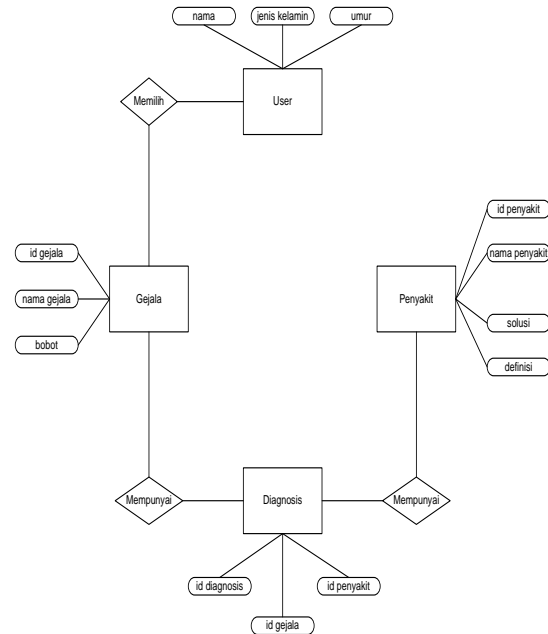 nama
jenis kelamin
umur
Memilih
User
id penyakit
id gejala
nama penyakit
nama gejala
Gejala
Penyakit
solusi
bobot
definisi
Mempunyai
Diagnosis
Mempunyai
id diagnosis
id penyakit
id gejala